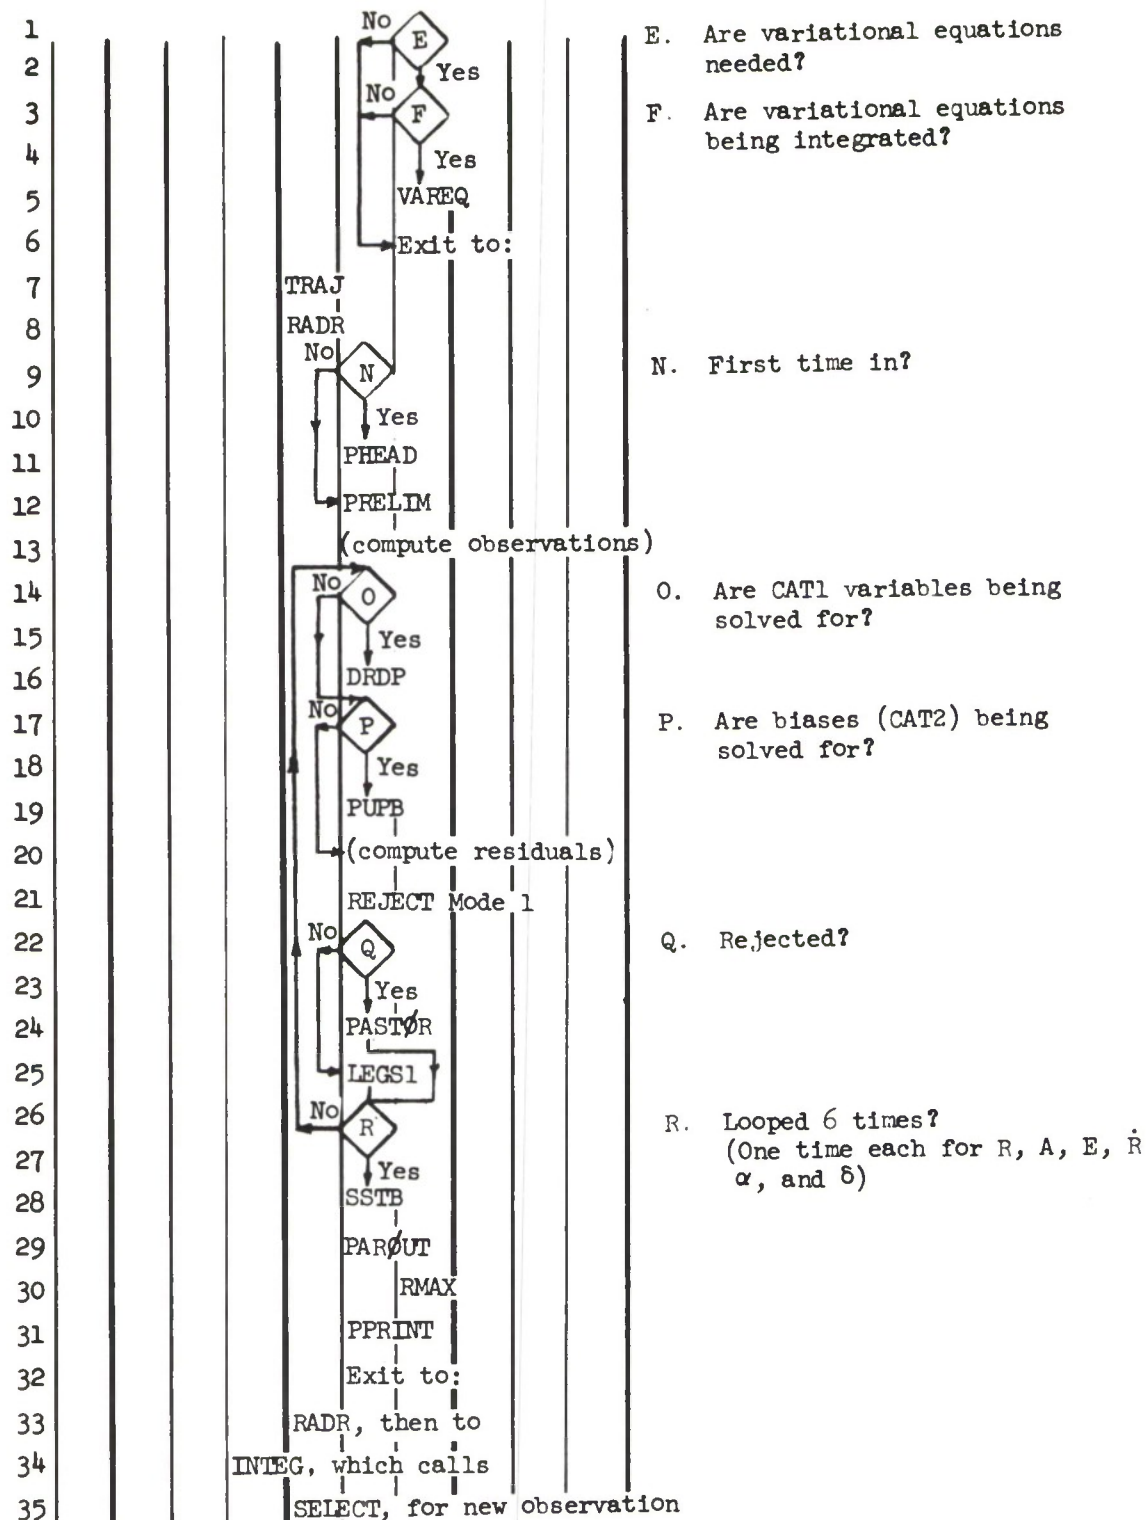 1
No
E
E. Are variational equations
needed?
2
Yes
No
3
F
F. Are variational equations
being integrated?
4
Yes
5
VAREQ
6
Exit to:
7
TRAJ
8
RADR
No
9
N
N. First time in?
10
Yes
11
PHEAD
12
PRELIM
13
(compute observations)
14
No
O
O. Are CAT1 variables being
solved for?
15
Yes
16
DRDP
17
No
P
P. Are biases (CAT2) being
solved for?
18
Yes
19
PUPB
20
(compute residuals)
21
REJECT Mode 1
22
No
Q
Q. Rejected?
23
Yes
24
PASTØR
25
LEGS1
26
No
R
R. Looped 6 times?
(One time each for R, A, E, Ṙ
α, and δ)
27
Yes
28
SSTB
29
PARØUT
30
RMAX
31
PPRINT
32
Exit to:
33
RADR, then to
34
INTEG, which calls
35
SELECT, for new observation